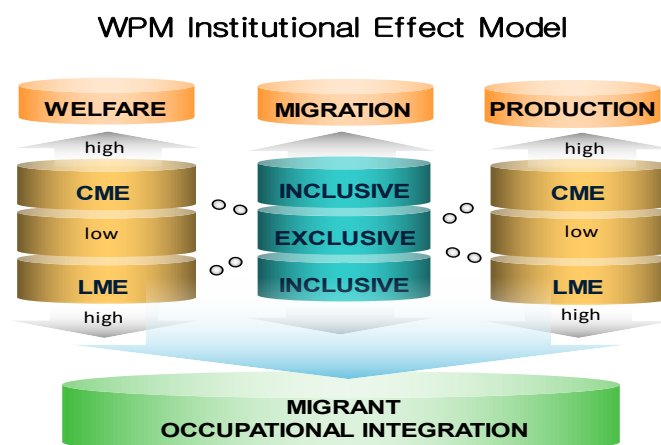 WPM Institutional Effect Model
WELFARE
MIGRATION
PRODUCTION
high
high
CME
INCLUSIVE
CME
low
EXCLUSIVE
low
LME
INCLUSIVE
LME
high
high
MIGRANT
OCCUPATIONAL INTEGRATION